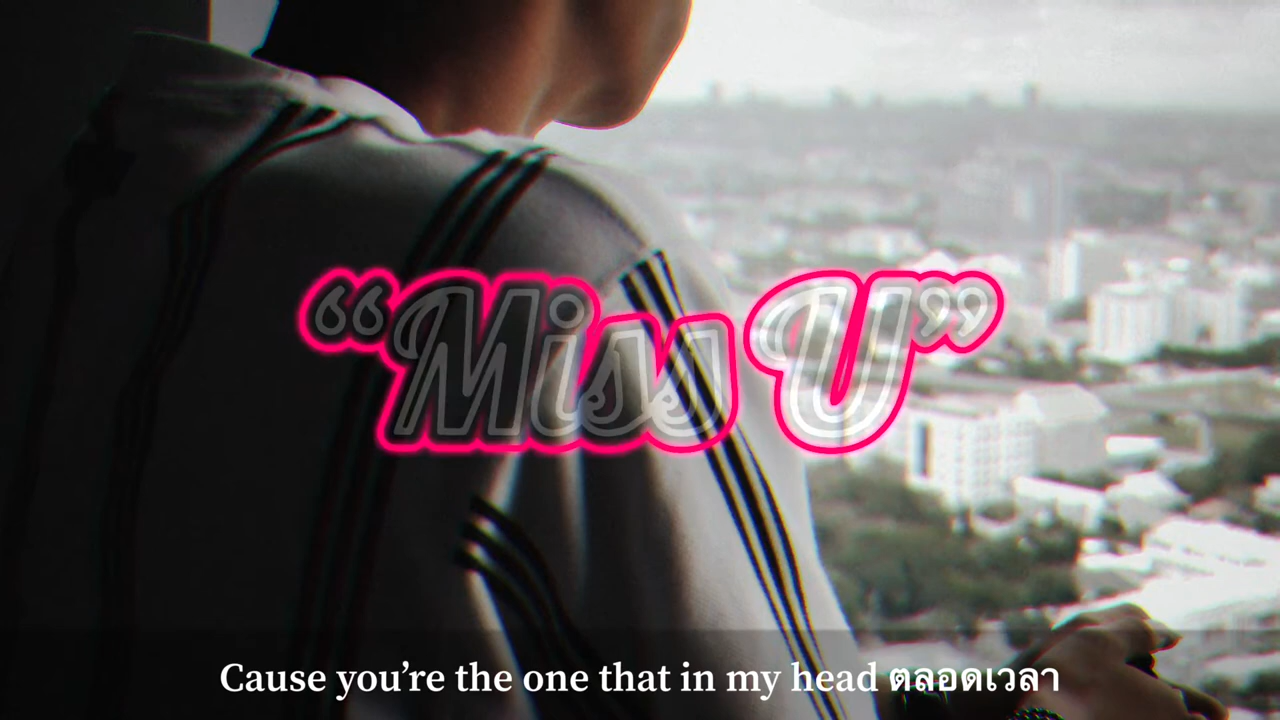 “Miss U”
Cause you’re the one that in my head ตลอดเวลา